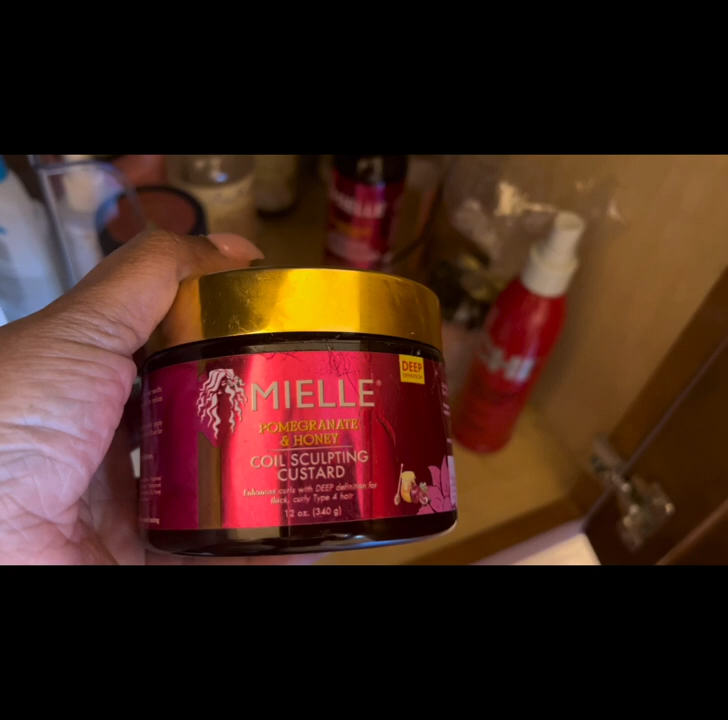 MIELLE®
DEEP
POMEGRANATE
& HONEY
COIL SCULPTING
CUSTARD
Enhances curls with DEEP definition for
thick, curly Type 4 hair
12 oz. (340 g)
CHI